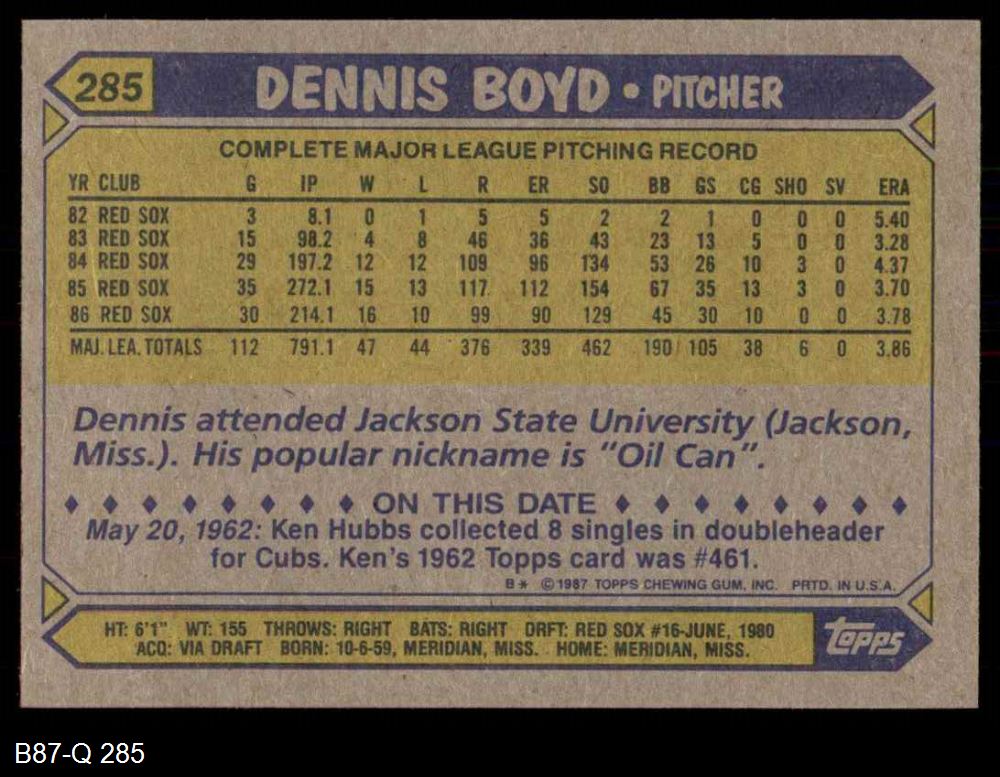 285 DENNIS BOYD • PITCHER
COMPLETE MAJOR LEAGUE PITCHING RECORD
YR CLUB G IP W L R ER SO BB GS CG SHO SV ERA
82 RED SOX 3 8.1 0 1 5 5 2 2 1 0 0 0 5.40
83 RED SOX 15 98.2 4 8 46 36 43 23 13 5 0 0 3.28
84 RED SOX 29 197.2 12 12 109 96 134 53 26 10 3 0 4.37
85 RED SOX 35 272.1 15 13 117 112 154 67 35 13 3 0 3.70
86 RED SOX 30 214.1 16 10 99 90 129 45 30 10 0 0 3.78
MAJ. LEA. TOTALS 112 791.1 47 44 376 339 462 190 105 38 6 0 3.86
Dennis attended Jackson State University (Jackson,
Miss.). His popular nickname is "Oil Can".
♦ ♦ ♦ ♦ ♦ ♦ ♦ ♦ ON THIS DATE ♦ ♦ ♦ ♦ ♦ ♦ ♦ ♦
May 20, 1962: Ken Hubbs collected 8 singles in doubleheader
for Cubs. Ken's 1962 Topps card was #461.
B* © 1987 TOPPS CHEWING GUM, INC. PRTD. IN U.S.A.
HT: 6'1" WT: 155 THROWS: RIGHT BATS: RIGHT DRFT: RED SOX #16-JUNE, 1980
ACQ: VIA DRAFT BORN: 10-6-59, MERIDIAN, MISS. HOME: MERIDIAN, MISS.
topps
B87-Q 285